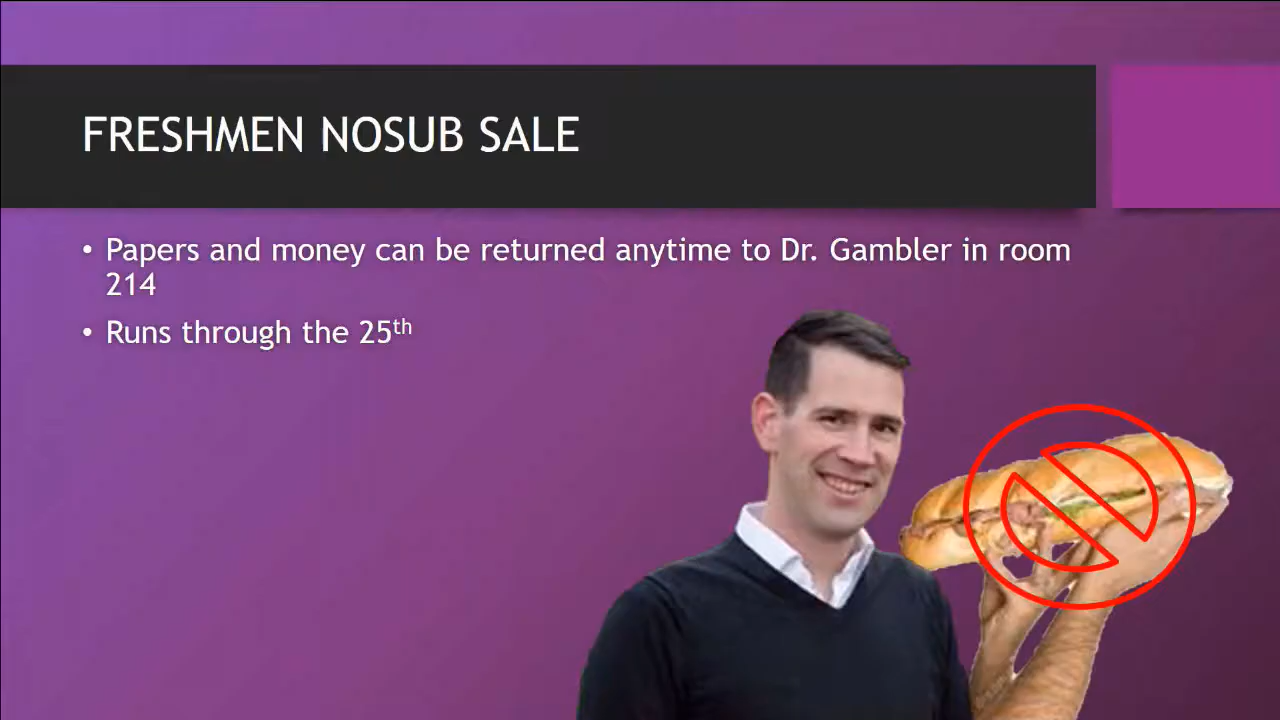 FRESHMEN NOSUB SALE
• Papers and money can be returned anytime to Dr. Gambler in room
214
• Runs through the 25th